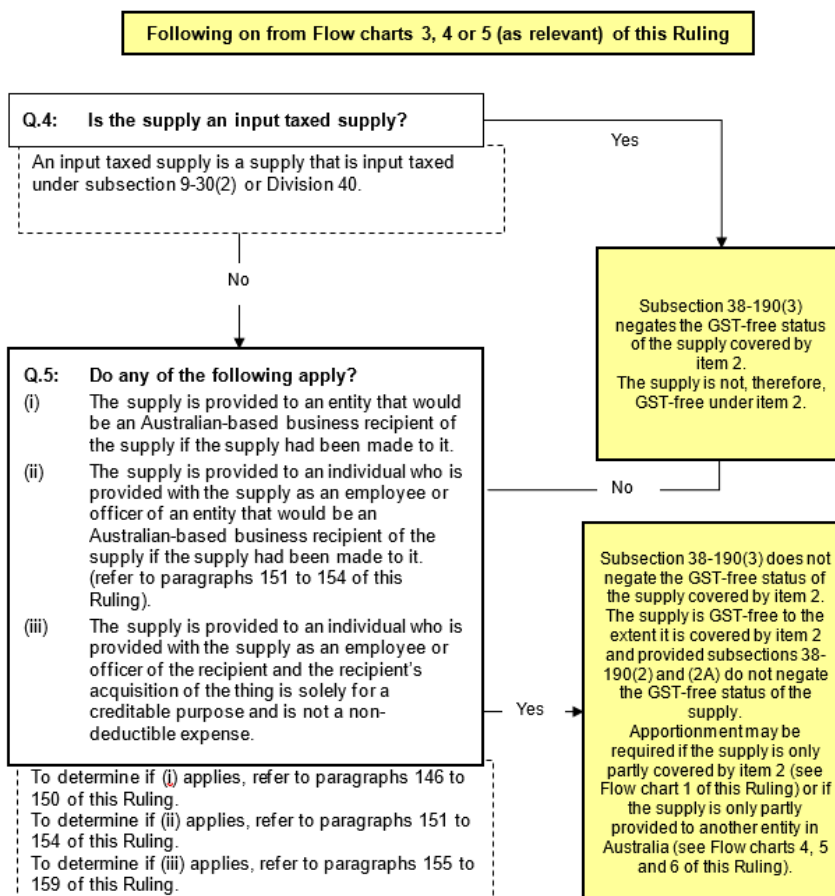 Following on from Flow charts 3, 4 or 5 (as relevant) of this Ruling
Q.4: Is the supply an input taxed supply?
Yes
An input taxed supply is a supply that is input taxed
under subsection 9-30(2) or Division 40.
No
Subsection 38-190(3)
negates the GST-free status
of the supply covered by
item 2.
The supply is not, therefore,
GST-free under item 2.
Q.5: Do any of the following apply?
(i) The supply is provided to an entity that would
be an Australian-based business recipient of
the supply if the supply had been made to it.
(ii) The supply is provided to an individual who is
provided with the supply as an employee or
officer of an entity that would be an
Australian-based business recipient of the
supply if the supply had been made to it.
(refer to paragraphs 151 to 154 of this
Ruling).
(iii) The supply is provided to an individual who is
provided with the supply as an employee or
officer of the recipient and the recipient's
acquisition of the thing is solely for a
creditable purpose and is not a non-
deductible expense.
No
Yes
Subsection 38-190(3) does not
negate the GST-free status of
the supply covered by item 2.
The supply is GST-free to the
extent it is covered by item 2
and provided subsections 38-
190(2) and (2A) do not negate
the GST-free status of the
supply.
Apportionment may be
required if the supply is only
partly covered by item 2 (see
Flow chart 1 of this Ruling) or if
the supply is only partly
provided to another entity in
Australia (see Flow charts 4, 5
and 6 of this Ruling).
To determine if (i) applies, refer to paragraphs 146 to
150 of this Ruling.
To determine if (ii) applies, refer to paragraphs 151 to
154 of this Ruling.
To determine if (iii) applies, refer to paragraphs 155 to
159 of this Ruling.